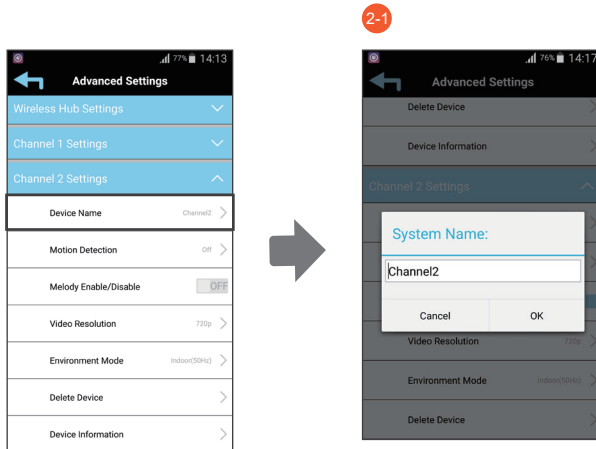 2-1
77% 14:13
Advanced Settings
Wireless Hub Settings
Channel 1 Settings
Channel 2 Settings
Device Name Channel2
Motion Detection Off
Melody Enable/Disable OFF
Video Resolution 720p
Environment Mode Indoor(50Hz)
Delete Device
Device Information
76% 14:17
Advanced Settings
Delete Device
Device Information
Channel 2 Settings
System Name:
Channel2
Cancel OK
Video Resolution 720p
Environment Mode Indoor(50Hz)
Delete Device